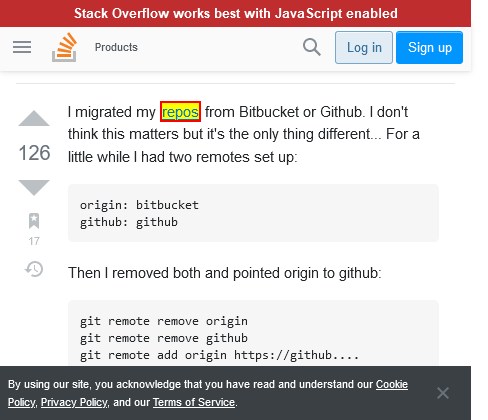 Stack Overflow works best with JavaScript enabled
Products
Log in
Sign up
I migrated my repos from Bitbucket or Github. I don't
think this matters but it's the only thing different... For a
little while I had two remotes set up:
126
17
origin: bitbucket
github: github
Then I removed both and pointed origin to github:
git remote remove origin
git remote remove github
git remote add origin https://github....
By using our site, you acknowledge that you have read and understand our Cookie
Policy, Privacy Policy, and our Terms of Service.